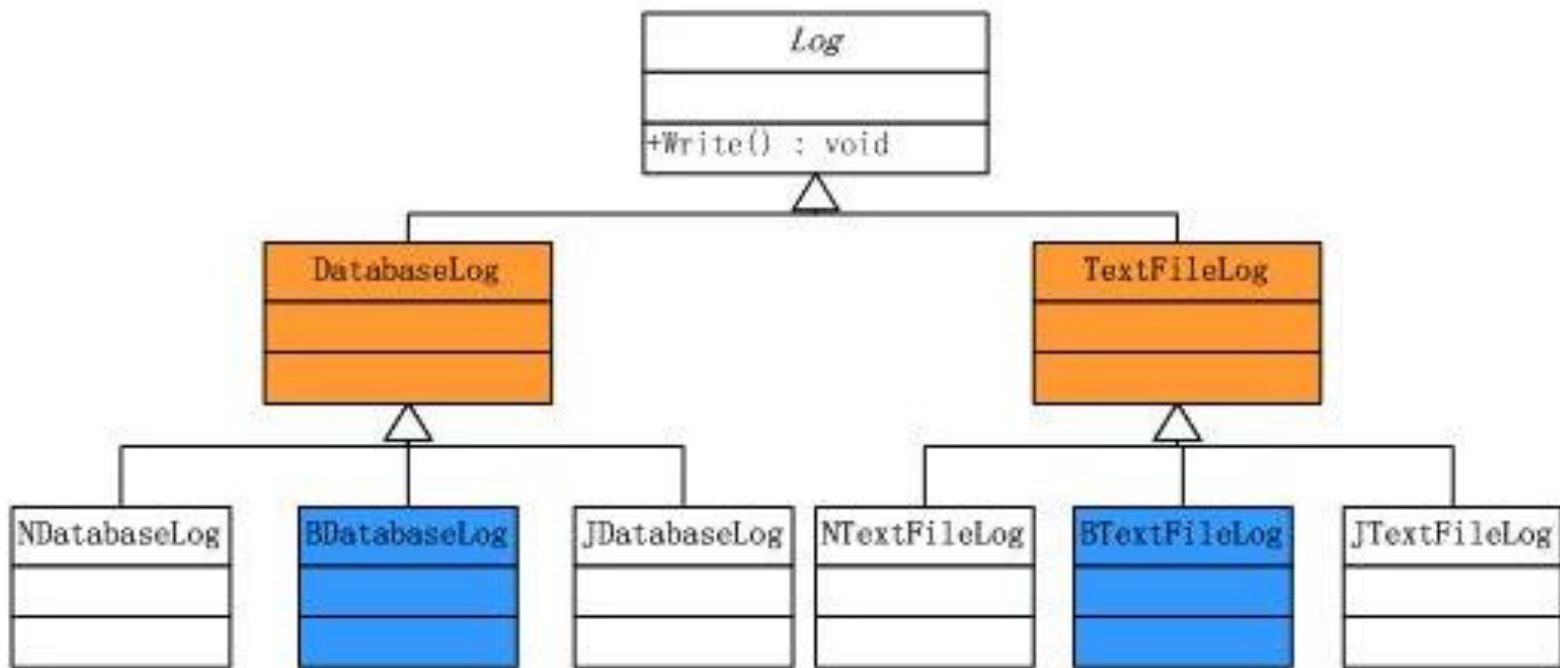 Log
+Write() : void
DatabaseLog
TextFileLog
NDatabaseLog
BDatabaseLog
JDatabaseLog
NTextFileLog
BTextFileLog
JTextFileLog